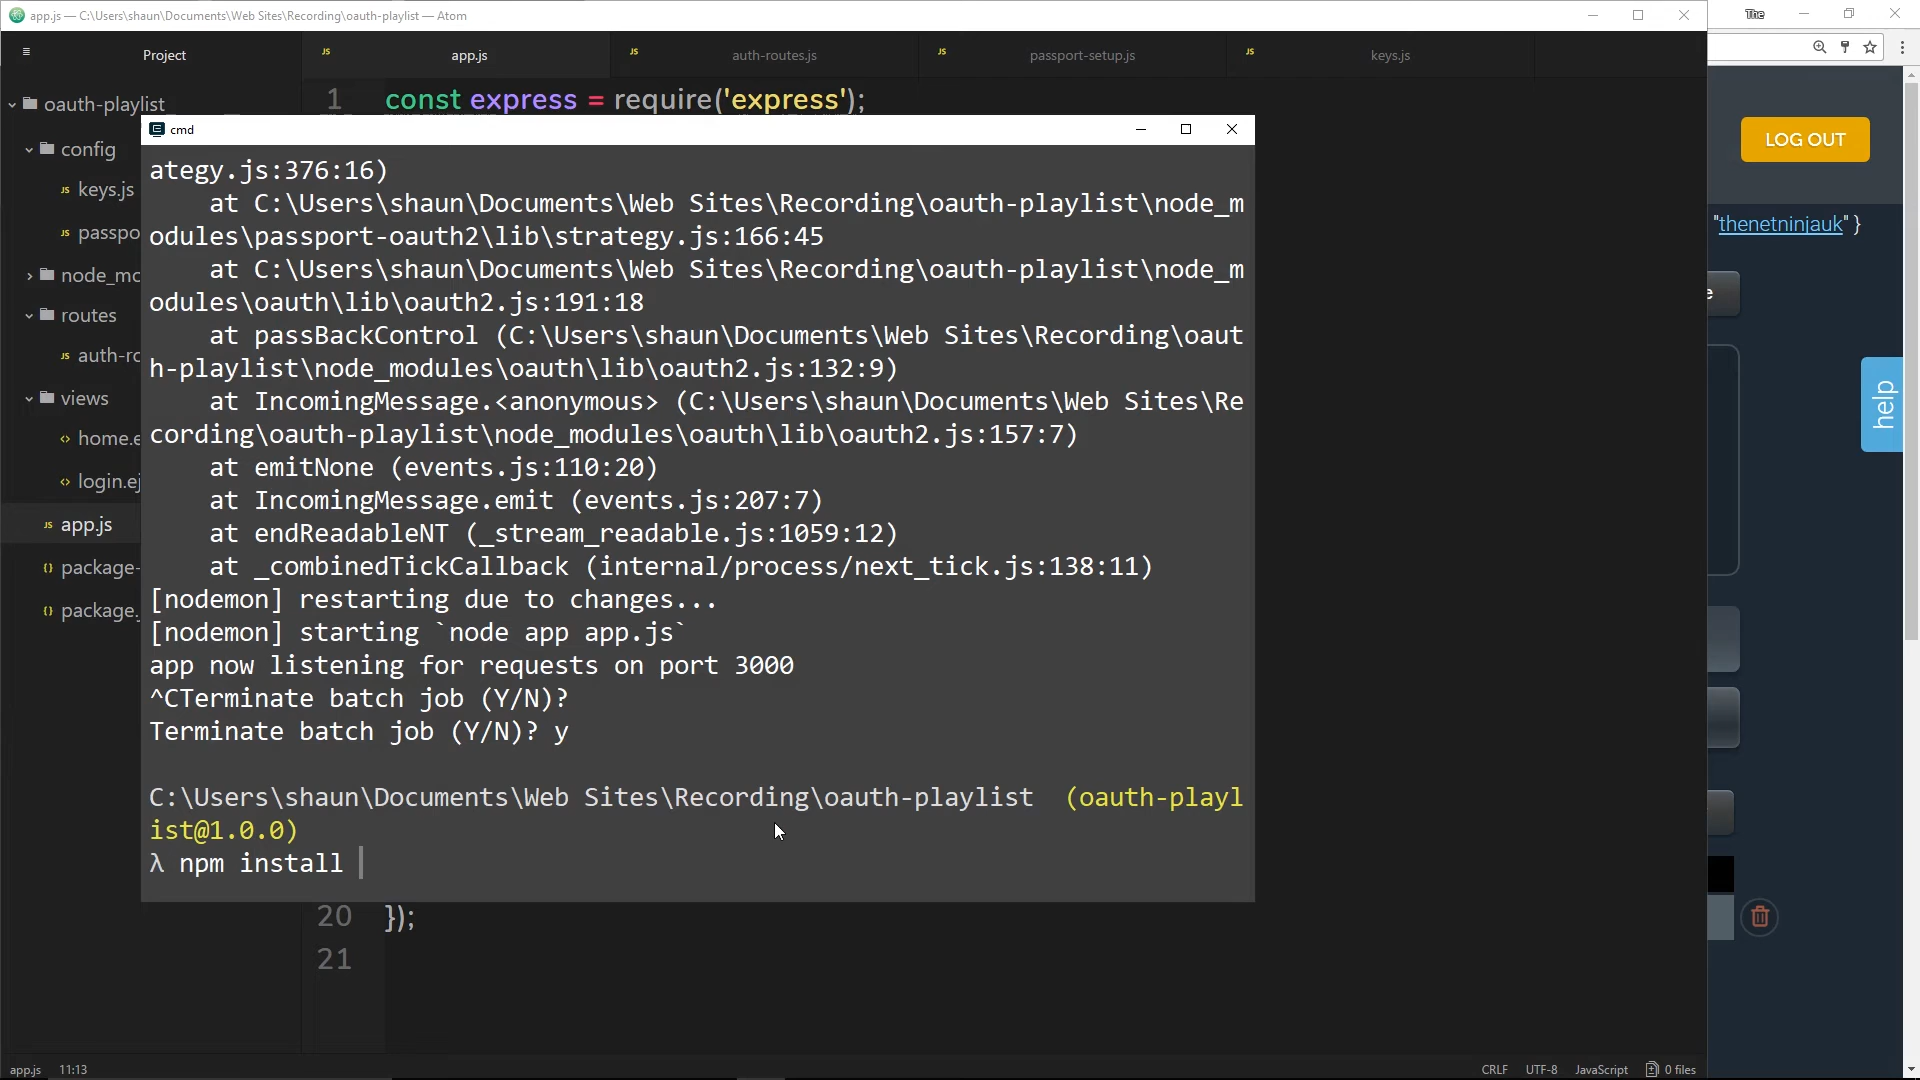 app.js — C:\Users\shaun\Documents\Web Sites\Recording\oauth-playlist — Atom
The
Project
JS app.js
JS auth-routes.js
JS passport-setup.js
JS keys.js
oauth-playlist
config
JS keys.js
JS passpo
node_mo
routes
JS auth-ro
views
<> home.e
<> login.ej
JS app.js
{} package-
{} package.
1 const express = require('express');
cmd
ategy.js:376:16)
at C:\Users\shaun\Documents\Web Sites\Recording\oauth-playlist\node_m
odules\passport-oauth2\lib\strategy.js:166:45
at C:\Users\shaun\Documents\Web Sites\Recording\oauth-playlist\node_m
odules\oauth\lib\oauth2.js:191:18
at passBackControl (C:\Users\shaun\Documents\Web Sites\Recording\oaut
h-playlist\node_modules\oauth\lib\oauth2.js:132:9)
at IncomingMessage.<anonymous> (C:\Users\shaun\Documents\Web Sites\Re
cording\oauth-playlist\node_modules\oauth\lib\oauth2.js:157:7)
at emitNone (events.js:110:20)
at IncomingMessage.emit (events.js:207:7)
at endReadableNT (_stream_readable.js:1059:12)
at _combinedTickCallback (internal/process/next_tick.js:138:11)
[nodemon] restarting due to changes...
[nodemon] starting `node app app.js`
app now listening for requests on port 3000
^CTerminate batch job (Y/N)?
Terminate batch job (Y/N)? y
C:\Users\shaun\Documents\Web Sites\Recording\oauth-playlist (oauth-playl
ist@1.0.0)
λ npm install
20 });
21
LOG OUT
"thenetninjauk" }
e
help
app.js 11:13
CRLF UTF-8 JavaScript 0 files